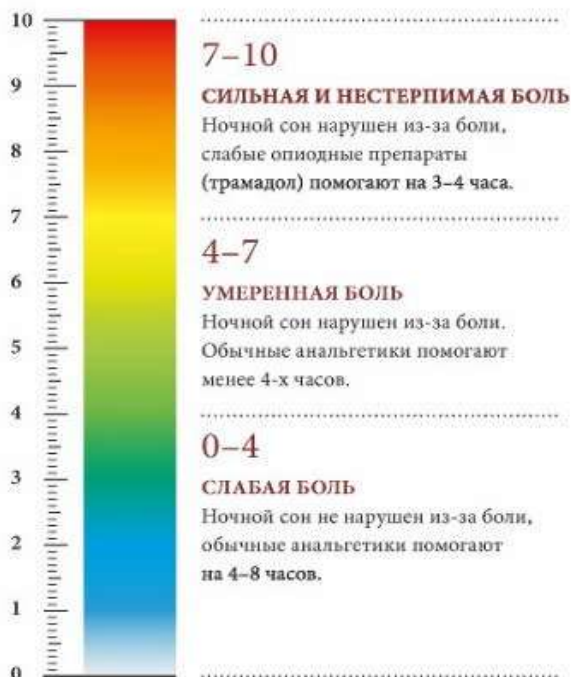 10
9
8
7
6
5
4
3
2
1
0
7–10
СИЛЬНАЯ И НЕСТЕРПИМАЯ БОЛЬ
Ночной сон нарушен из-за боли,
слабые опиодные препараты
(трамадол) помогают на 3–4 часа.
4–7
УМЕРЕННАЯ БОЛЬ
Ночной сон нарушен из-за боли.
Обычные анальгетики помогают
менее 4-х часов.
0–4
СЛАБАЯ БОЛЬ
Ночной сон не нарушен из-за боли,
обычные анальгетики помогают
на 4–8 часов.